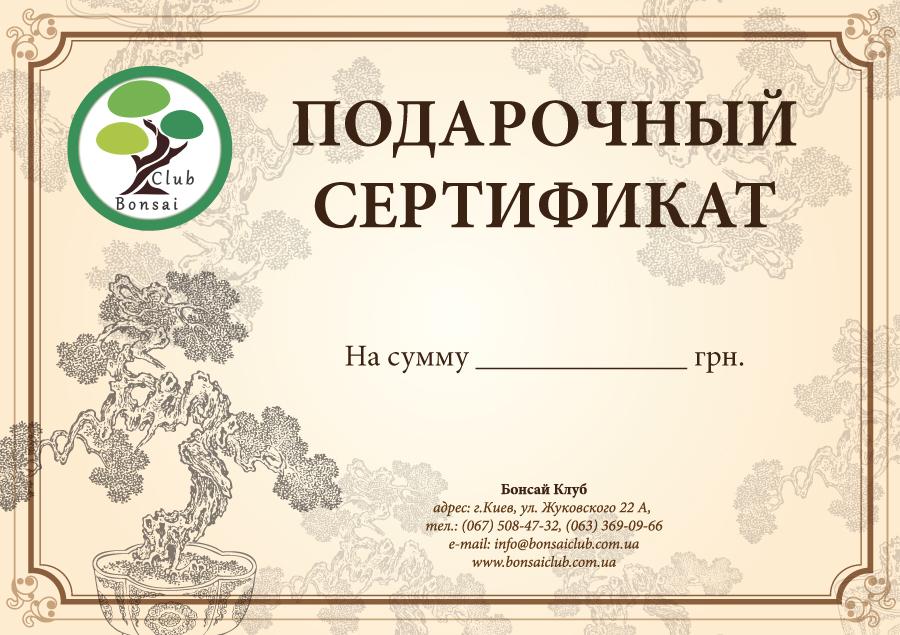 Club
Bonsai
ПОДАРОЧНЫЙ
СЕРТИФИКАТ
На сумму ______________ грн.
Бонсай Клуб
адрес: г.Киев, ул. Жуковского 22 А,
тел.: (067) 508-47-32, (063) 369-09-66
e-mail: info@bonsaiclub.com.ua
www.bonsaiclub.com.ua